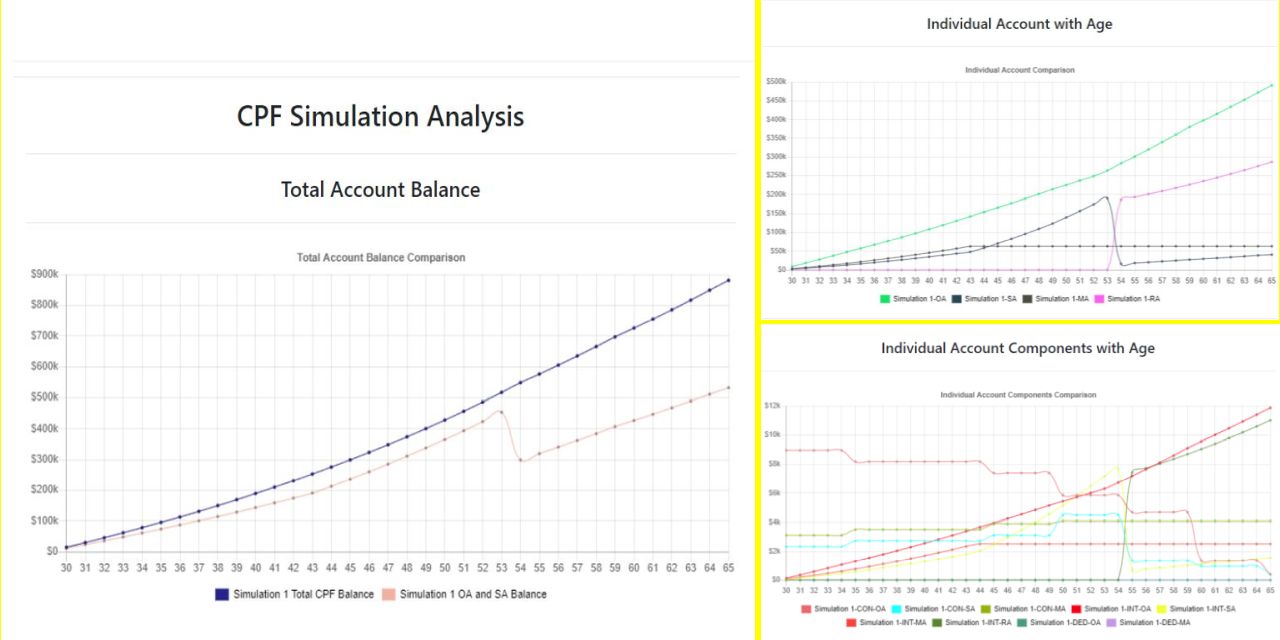 CPF Simulation Analysis
Total Account Balance
Total Account Balance Comparison
$900k
$800k
$700k
$600k
$500k
$400k
$300k
$200k
$100k
$0
30 31 32 33 34 35 36 37 38 39 40 41 42 43 44 45 46 47 48 49 50 51 52 53 54 55 56 57 58 59 60 61 62 63 64 65
Simulation 1 Total CPF Balance Simulation 1 OA and SA Balance
Individual Account with Age
Individual Account Comparison
$500k
$450k
$400k
$350k
$300k
$250k
$200k
$150k
$100k
$50k
$0
30 31 32 33 34 35 36 37 38 39 40 41 42 43 44 45 46 47 48 49 50 51 52 53 54 55 56 57 58 59 60 61 62 63 64 65
Simulation 1-OA Simulation 1-SA Simulation 1-MA Simulation 1-RA
Individual Account Components with Age
Individual Account Components Comparison
$12k
$10k
$8k
$6k
$4k
$2k
$0
30 31 32 33 34 35 36 37 38 39 40 41 42 43 44 45 46 47 48 49 50 51 52 53 54 55 56 57 58 59 60 61 62 63 64 65
Simulation 1-CON-OA Simulation 1-CON-SA Simulation 1-CON-MA Simulation 1-INT-OA Simulation 1-INT-SA
Simulation 1-INT-MA Simulation 1-INT-RA Simulation 1-DED-OA Simulation 1-DED-MA